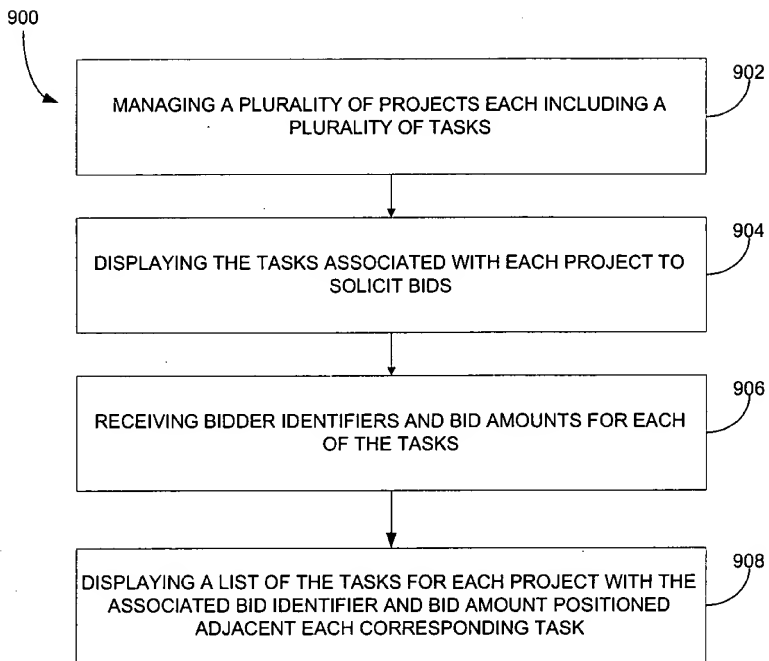 900
902
MANAGING A PLURALITY OF PROJECTS EACH INCLUDING A
PLURALITY OF TASKS
904
DISPLAYING THE TASKS ASSOCIATED WITH EACH PROJECT TO
SOLICIT BIDS
906
RECEIVING BIDDER IDENTIFIERS AND BID AMOUNTS FOR EACH
OF THE TASKS
908
DISPLAYING A LIST OF THE TASKS FOR EACH PROJECT WITH THE
ASSOCIATED BID IDENTIFIER AND BID AMOUNT POSITIONED
ADJACENT EACH CORRESPONDING TASK